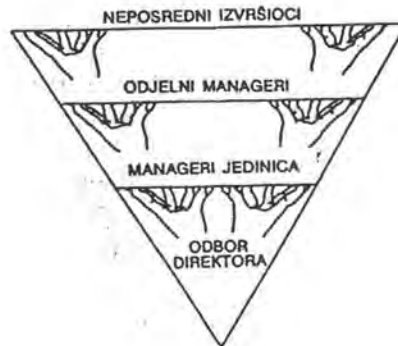 NEPOSREDNI IZVRŠIOCI
ODJELNI MANAGERI
MANAGERI JEDINICA
ODBOR
DIREKTORA